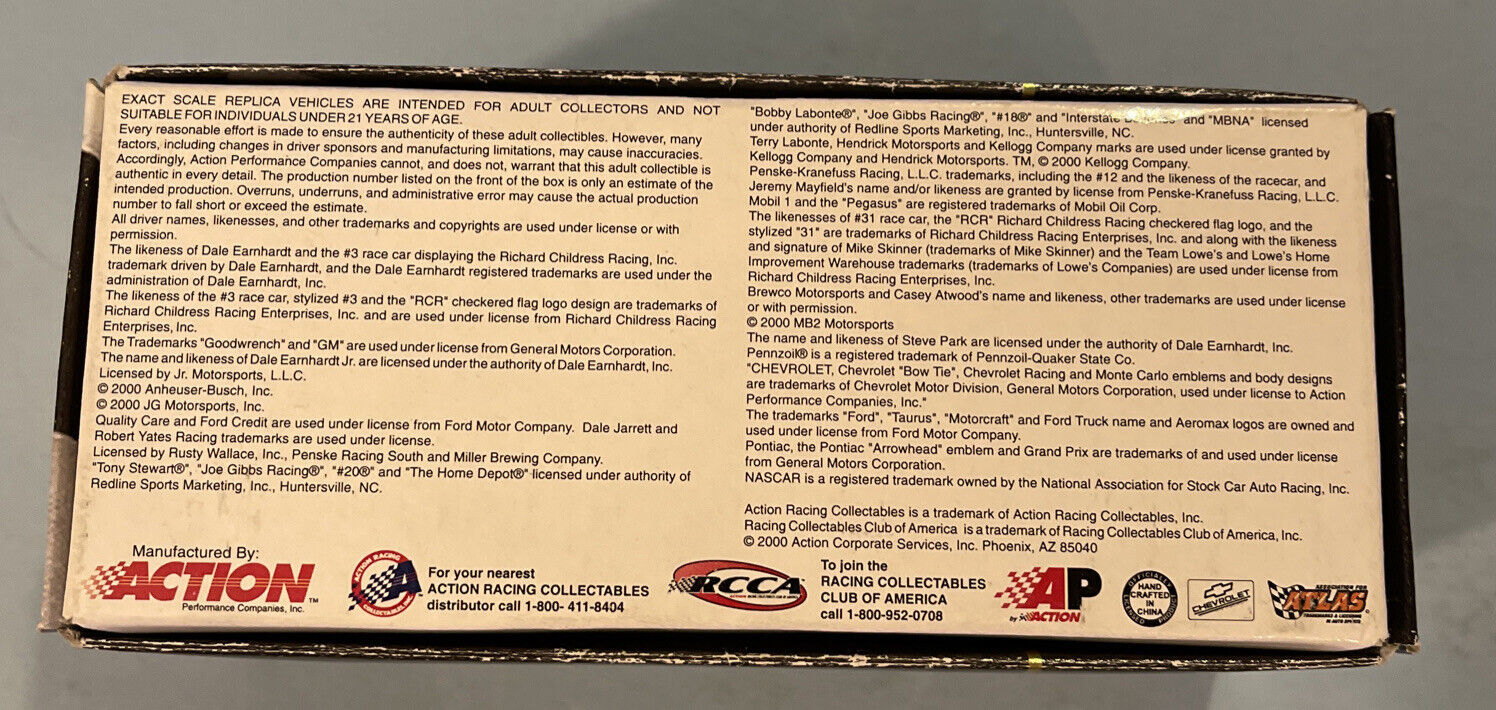 EXACT SCALE REPLICA VEHICLES ARE INTENDED FOR ADULT COLLECTORS AND NOT
SUITABLE FOR INDIVIDUALS UNDER 21 YEARS OF AGE.
Every reasonable effort is made to ensure the authenticity of these adult collectibles. However, many
factors, including changes in driver sponsors and manufacturing limitations, may cause inaccuracies.
Accordingly, Action Performance Companies cannot, and does not, warrant that this adult collectible is
authentic in every detail. The production number listed on the front of the box is only an estimate of the
intended production. Overruns, underruns, and administrative error may cause the actual production
number to fall short or exceed the estimate.
All driver names, likenesses, and other trademarks and copyrights are used under license or with
permission.
The likeness of Dale Earnhardt and the #3 race car displaying the Richard Childress Racing, Inc.
trademark driven by Dale Earnhardt, and the Dale Earnhardt registered trademarks are used under the
administration of Dale Earnhardt, Inc.
The likeness of the #3 race car, stylized #3 and the "RCR" checkered flag logo design are trademarks of
Richard Childress Racing Enterprises, Inc. and are used under license from Richard Childress Racing
Enterprises, Inc.
The Trademarks "Goodwrench" and "GM" are used under license from General Motors Corporation.
The name and likeness of Dale Earnhardt Jr. are licensed under the authority of Dale Earnhardt, Inc.
Licensed by Jr. Motorsports, L.L.C.
© 2000 Anheuser-Busch, Inc.
© 2000 JG Motorsports, Inc.
Quality Care and Ford Credit are used under license from Ford Motor Company. Dale Jarrett and
Robert Yates Racing trademarks are used under license.
Licensed by Rusty Wallace, Inc., Penske Racing South and Miller Brewing Company.
"Tony Stewart®", "Joe Gibbs Racing®", "#20®" and "The Home Depot®" licensed under authority of
Redline Sports Marketing, Inc., Huntersville, NC.
"Bobby Labonte®", "Joe Gibbs Racing®", "#18®" and "Interstate and "MBNA" licensed
under authority of Redline Sports Marketing, Inc., Huntersville, NC.
Terry Labonte, Hendrick Motorsports and Kellogg Company marks are used under license granted by
Kellogg Company and Hendrick Motorsports. TM, © 2000 Kellogg Company.
Penske-Kranefuss Racing, L.L.C. trademarks, including the #12 and the likeness of the racecar, and
Jeremy Mayfield's name and/or likeness are granted by license from Penske-Kranefuss Racing, L.L.C.
Mobil 1 and the "Pegasus" are registered trademarks of Mobil Oil Corp.
The likenesses of #31 race car, the "RCR" Richard Childress Racing checkered flag logo, and the
stylized "31" are trademarks of Richard Childress Racing Enterprises, Inc. and along with the likeness
and signature of Mike Skinner (trademarks of Mike Skinner) and the Team Lowe's and Lowe's Home
Improvement Warehouse trademarks (trademarks of Lowe's Companies) are used under license from
Richard Childress Racing Enterprises, Inc.
Brewco Motorsports and Casey Atwood's name and likeness, other trademarks are used under license
or with permission.
© 2000 MB2 Motorsports
The name and likeness of Steve Park are licensed under the authority of Dale Earnhardt, Inc.
Pennzoil® is a registered trademark of Pennzoil-Quaker State Co.
"CHEVROLET, Chevrolet "Bow Tie", Chevrolet Racing and Monte Carlo emblems and body designs
are trademarks of Chevrolet Motor Division, General Motors Corporation, used under license to Action
Performance Companies, Inc."
The trademarks "Ford", "Taurus", "Motorcraft" and Ford Truck name and Aeromax logos are owned and
used under license from Ford Motor Company.
Pontiac, the Pontiac "Arrowhead" emblem and Grand Prix are trademarks of and used under license
from General Motors Corporation.
NASCAR is a registered trademark owned by the National Association for Stock Car Auto Racing, Inc.
Action Racing Collectables is a trademark of Action Racing Collectables, Inc.
Racing Collectables Club of America is a trademark of Racing Collectables Club of America, Inc.
© 2000 Action Corporate Services, Inc. Phoenix, AZ 85040
Manufactured By:
ACTION™
Performance Companies, Inc.
ACTION RACING
A
COLLECTABLES, INC.
For your nearest
ACTION RACING COLLECTABLES
distributor call 1-800- 411-8404
RCCA
To join the
RACING COLLECTABLES
CLUB OF AMERICA
call 1-800-952-0708
AP
by ACTION
OFFICIALLY
HAND
CRAFTED
IN
CHINA
LICENSED PRODUCT
CHEVROLET
ASSOCIATION FOR
ATLAS
TRADEMARKS & LICENSING
IN AUTO SPORTS